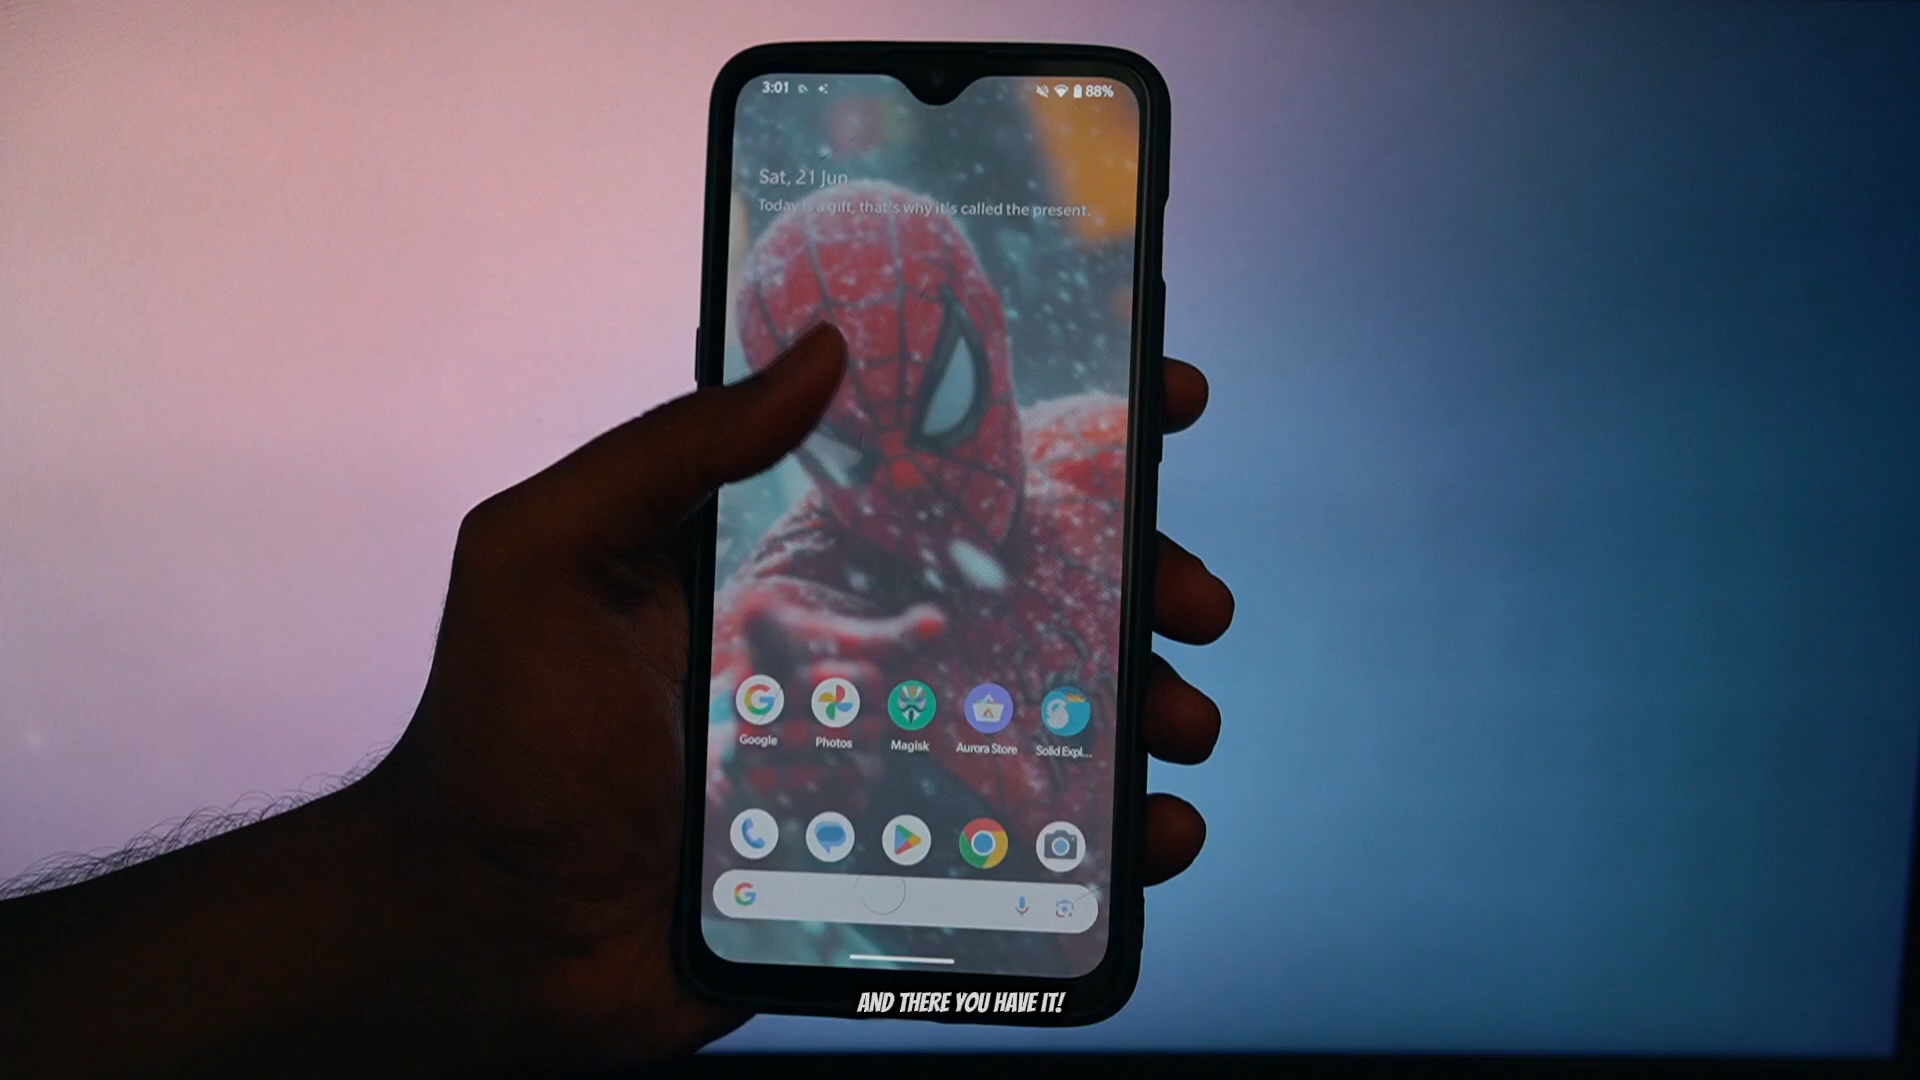 3:01 88%
Sat, 21 Jun
Today is a gift, that's why it's called the present.
Google Photos Magisk Aurora Store Solid Expl...
AND THERE YOU HAVE IT!